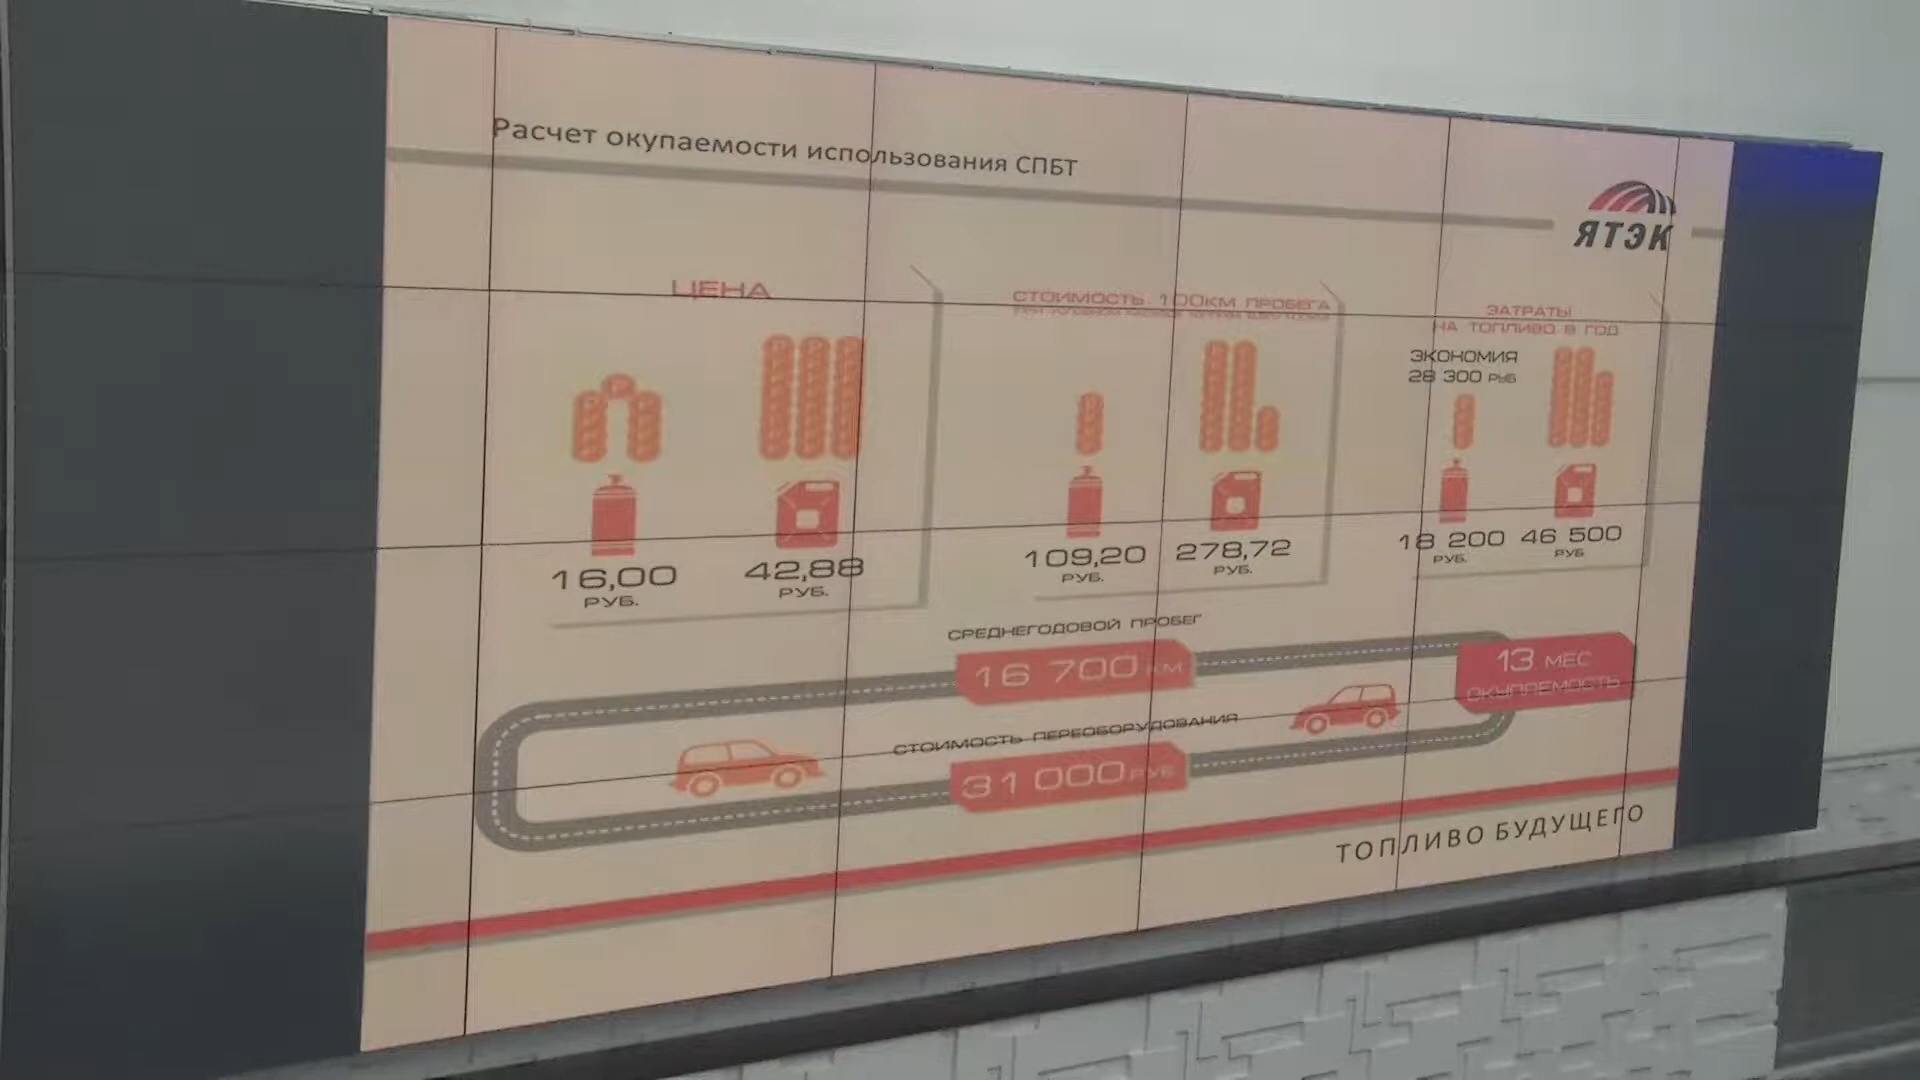 Расчет окупаемости использования СПБТ
ЯТЭК
ЦЕНА
16,00
РУБ.
42,88
РУБ.
СТОИМОСТЬ 100КМ ПРОБЕГА
109,20
РУБ.
278,72
РУБ.
ЗАТРАТЫ
НА ТОПЛИВО В ГОД
ЭКОНОМИЯ
28 300 РУБ
18 200
РУБ.
46 500
РУБ
СРЕДНЕГОДОВОЙ ПРОБЕГ
16 700 КМ
13 МЕС
ОКУПАЕМОСТЬ
СТОИМОСТЬ ПЕРЕОБОРУДОВАНИЯ
31 000 РУБ
ТОПЛИВО БУДУЩЕГО